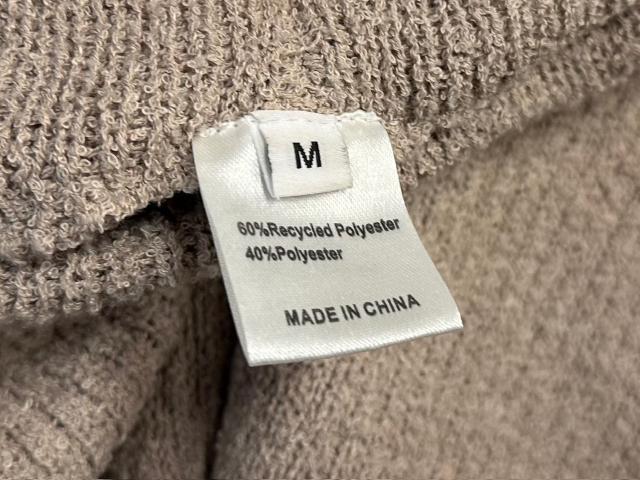 M
60%Recycled Polyester
40%Polyester
MADE IN CHINA